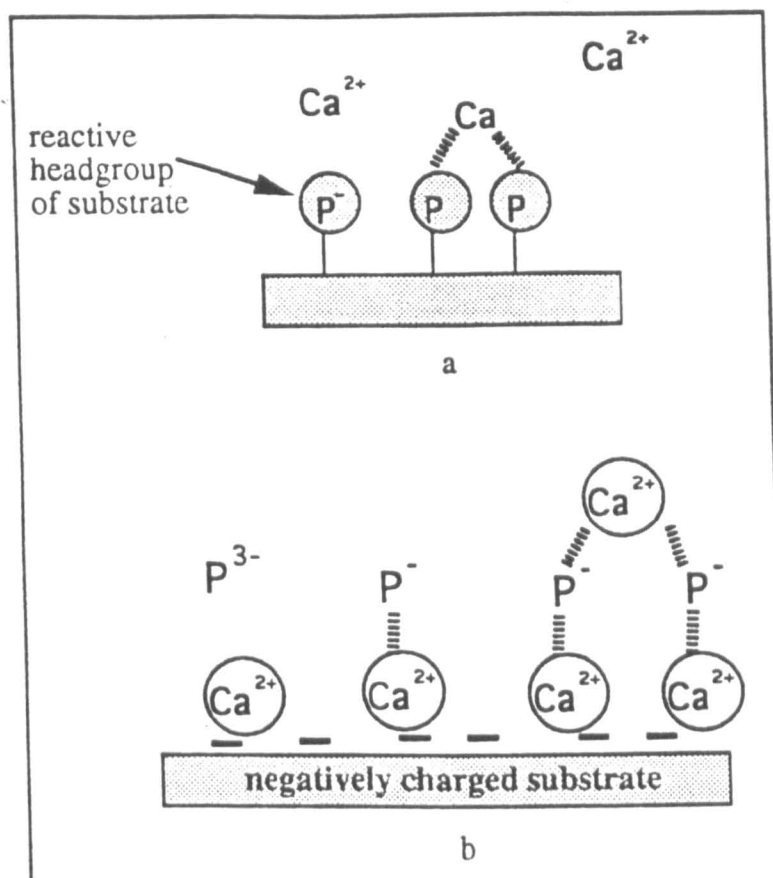 Ca²⁺
Ca²⁺
Ca
reactive
headgroup
of substrate
P⁻ P P
a
Ca²⁺
P³⁻ P⁻ P⁻ P⁻
Ca²⁺ Ca²⁺ Ca²⁺ Ca²⁺
negatively charged substrate
b